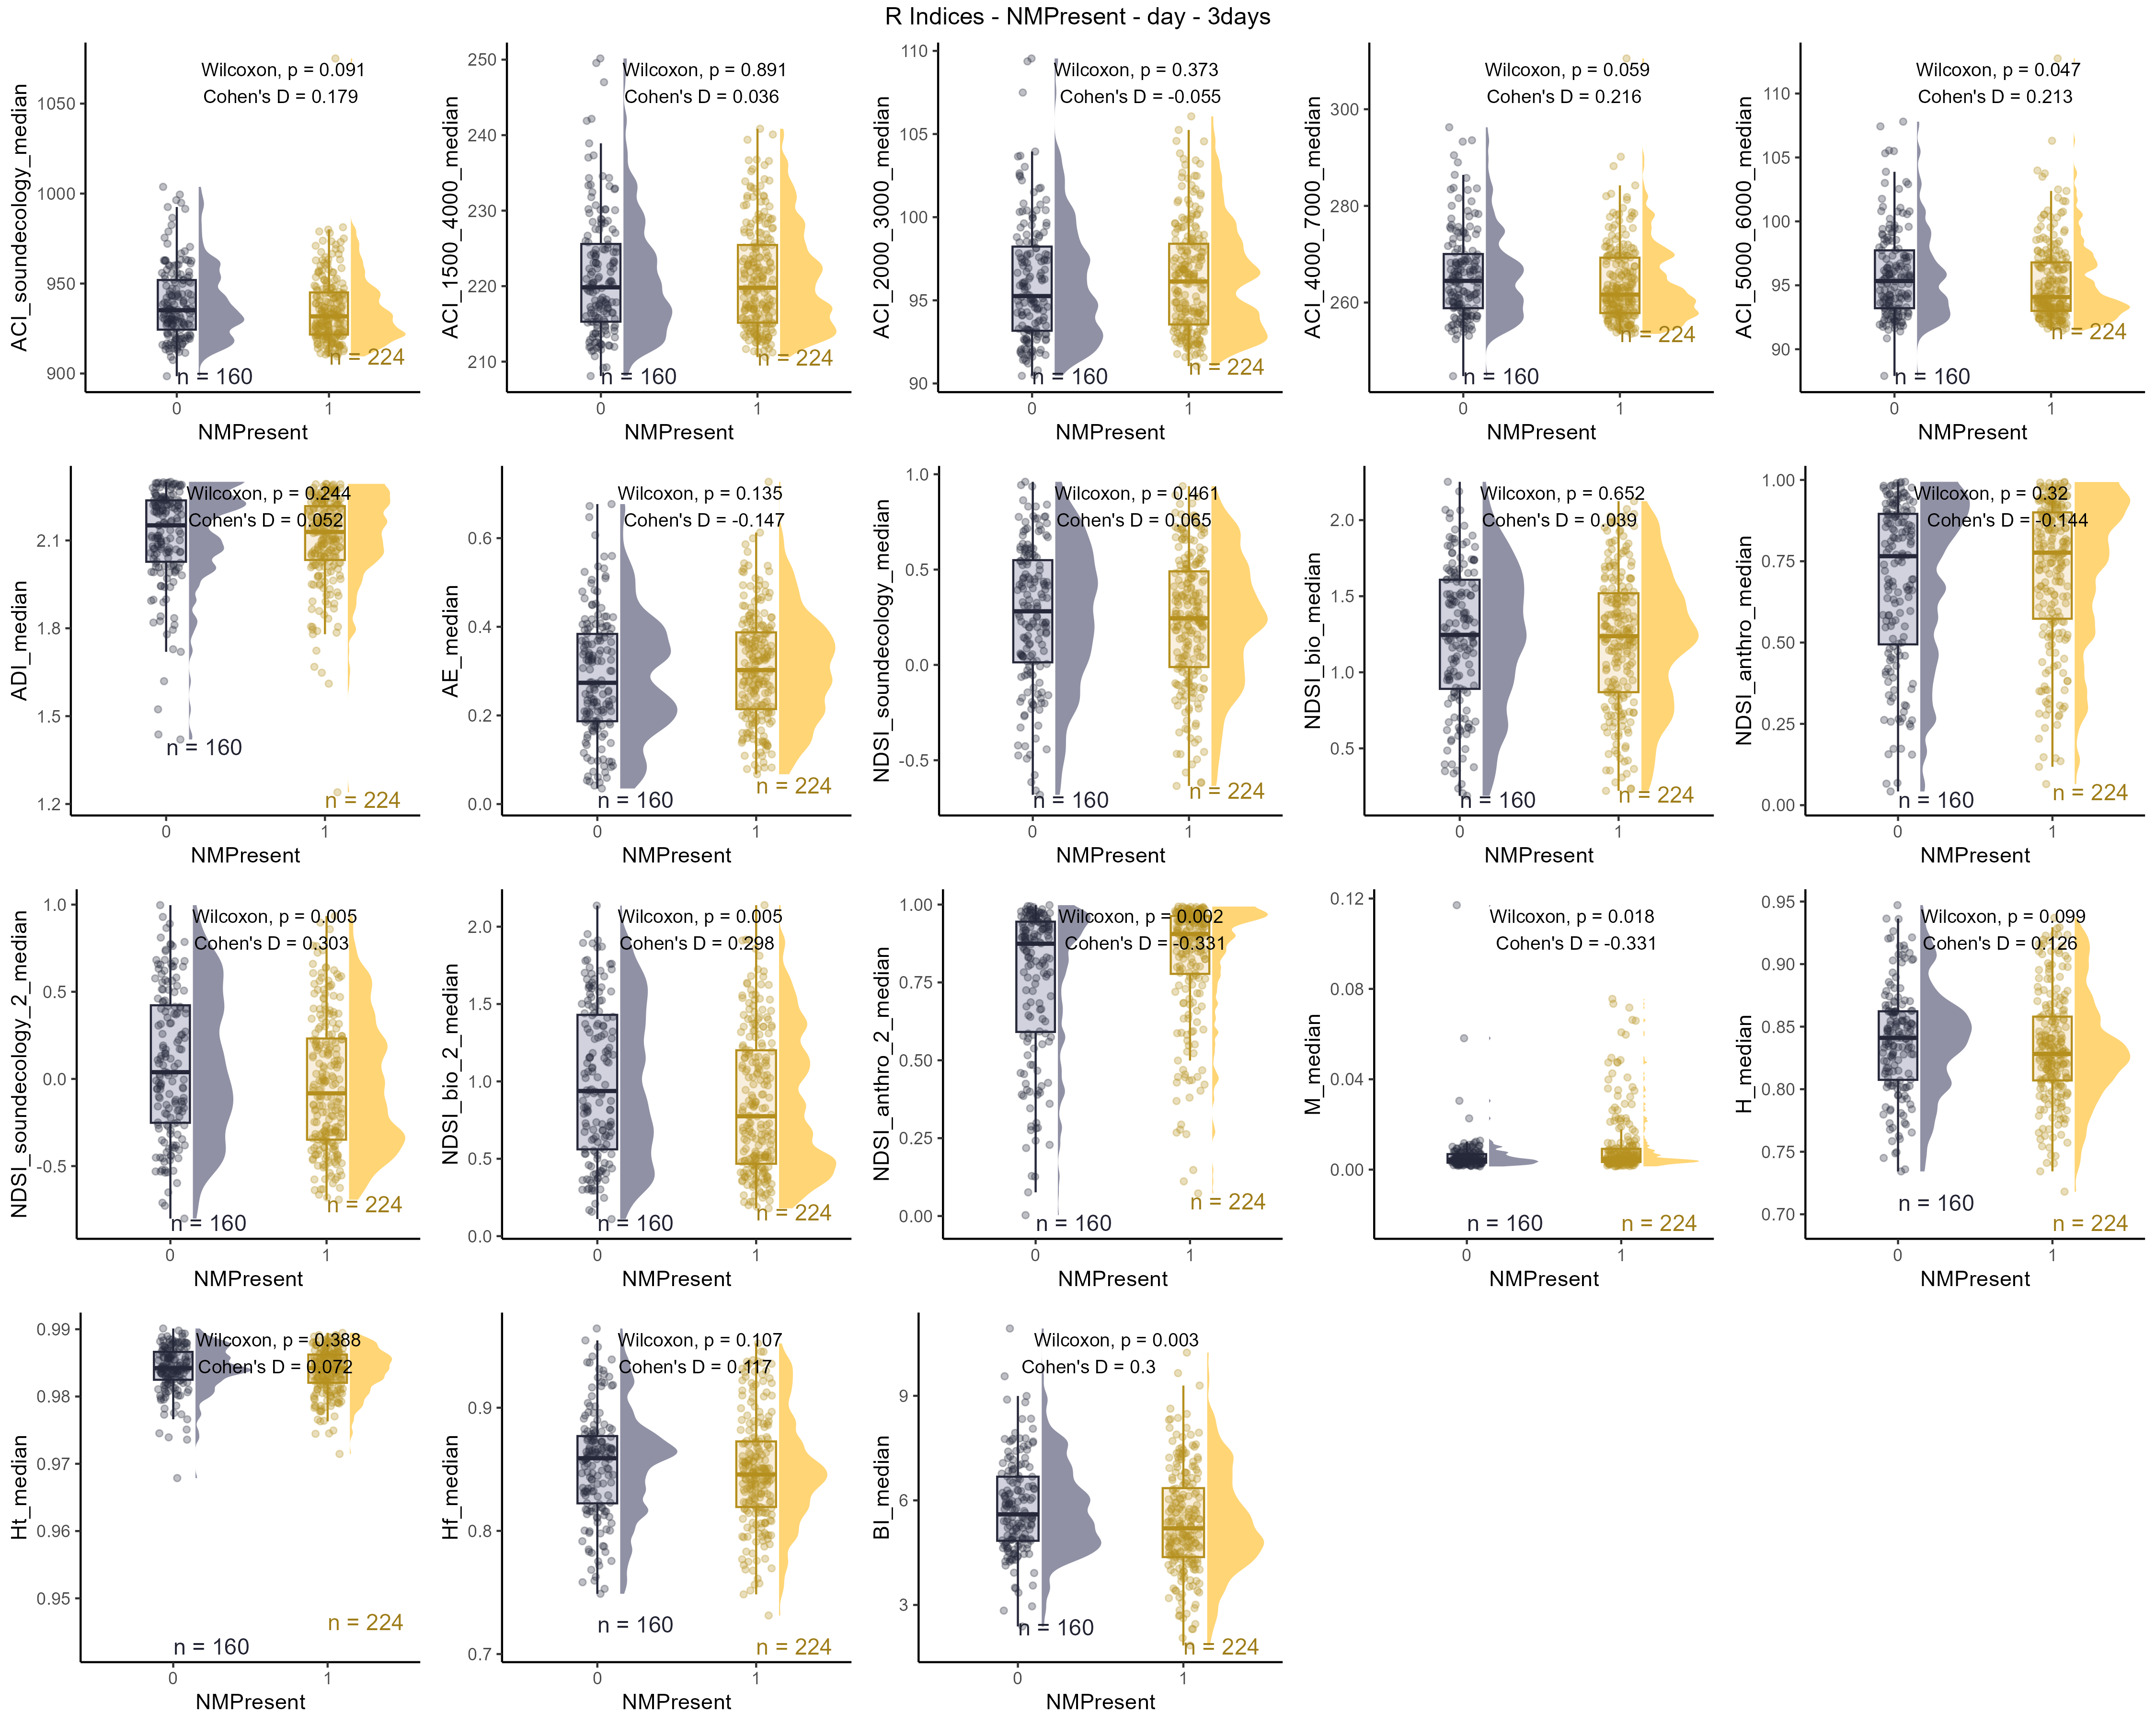 R Indices - NMPresent - day - 3days
ACI_soundecology_median
1050
1000
950
900
Wilcoxon, p = 0.091
Cohen's D = 0.179
n = 160
n = 224
0
1
NMPresent
ACI_1500_4000_median
250
240
230
220
210
Wilcoxon, p = 0.891
Cohen's D = 0.036
n = 160
n = 224
0
1
NMPresent
ACI_2000_3000_median
110
105
100
95
90
Wilcoxon, p = 0.373
Cohen's D = -0.055
n = 160
n = 224
0
1
NMPresent
ACI_4000_7000_median
300
280
260
Wilcoxon, p = 0.059
Cohen's D = 0.216
n = 160
n = 224
0
1
NMPresent
ACI_5000_6000_median
110
105
100
95
90
Wilcoxon, p = 0.047
Cohen's D = 0.213
n = 160
n = 224
0
1
NMPresent
ADI_median
2.1
1.8
1.5
1.2
Wilcoxon, p = 0.244
Cohen's D = 0.052
n = 160
n = 224
0
1
NMPresent
AE_median
0.6
0.4
0.2
0.0
Wilcoxon, p = 0.135
Cohen's D = -0.147
n = 160
n = 224
0
1
NMPresent
NDSI_soundecology_median
1.0
0.5
0.0
-0.5
Wilcoxon, p = 0.461
Cohen's D = 0.065
n = 160
n = 224
0
1
NMPresent
NDSI_bio_median
2.0
1.5
1.0
0.5
Wilcoxon, p = 0.652
Cohen's D = 0.039
n = 160
n = 224
0
1
NMPresent
NDSI_anthro_median
1.00
0.75
0.50
0.25
0.00
Wilcoxon, p = 0.32
Cohen's D = -0.144
n = 160
n = 224
0
1
NMPresent
NDSI_soundecology_2_median
1.0
0.5
0.0
-0.5
Wilcoxon, p = 0.005
Cohen's D = 0.303
n = 160
n = 224
0
1
NMPresent
NDSI_bio_2_median
2.0
1.5
1.0
0.5
0.0
Wilcoxon, p = 0.005
Cohen's D = 0.298
n = 160
n = 224
0
1
NMPresent
NDSI_anthro_2_median
1.00
0.75
0.50
0.25
0.00
Wilcoxon, p = 0.002
Cohen's D = -0.331
n = 160
n = 224
0
1
NMPresent
M_median
0.12
0.08
0.04
0.00
Wilcoxon, p = 0.018
Cohen's D = -0.331
n = 160
n = 224
0
1
NMPresent
H_median
0.95
0.90
0.85
0.80
0.75
0.70
Wilcoxon, p = 0.099
Cohen's D = 0.126
n = 160
n = 224
0
1
NMPresent
Ht_median
0.99
0.98
0.97
0.96
0.95
Wilcoxon, p = 0.388
Cohen's D = 0.072
n = 160
n = 224
0
1
NMPresent
Hf_median
0.9
0.8
0.7
Wilcoxon, p = 0.107
Cohen's D = 0.117
n = 160
n = 224
0
1
NMPresent
BI_median
9
6
3
Wilcoxon, p = 0.003
Cohen's D = 0.3
n = 160
n = 224
0
1
NMPresent